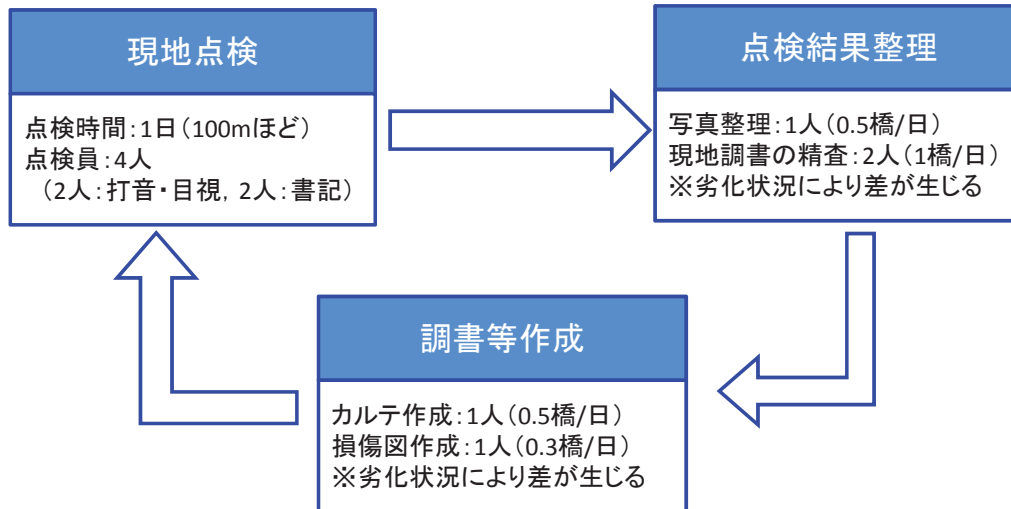 現地点検
点検時間：1日（100mほど）
点検員：4人
（2人：打音・目視，2人：書記）
点検結果整理
写真整理：1人（0.5橋/日）
現地調書の精査：2人（1橋/日）
※劣化状況により差が生じる
調書等作成
カルテ作成：1人（0.5橋/日）
損傷図作成：1人（0.3橋/日）
※劣化状況により差が生じる